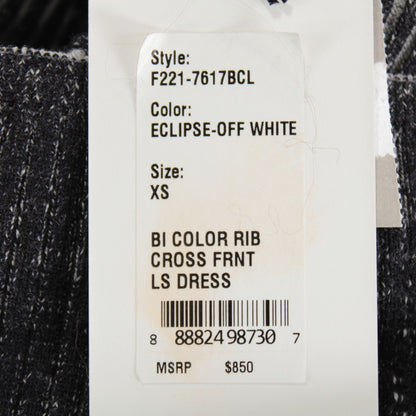 Style:
F221-7617BCL
Color:
ECLIPSE-OFF WHITE
Size:
XS
BI COLOR RIB
CROSS FRNT
LS DRESS
8 88824 98730 7
MSRP $850